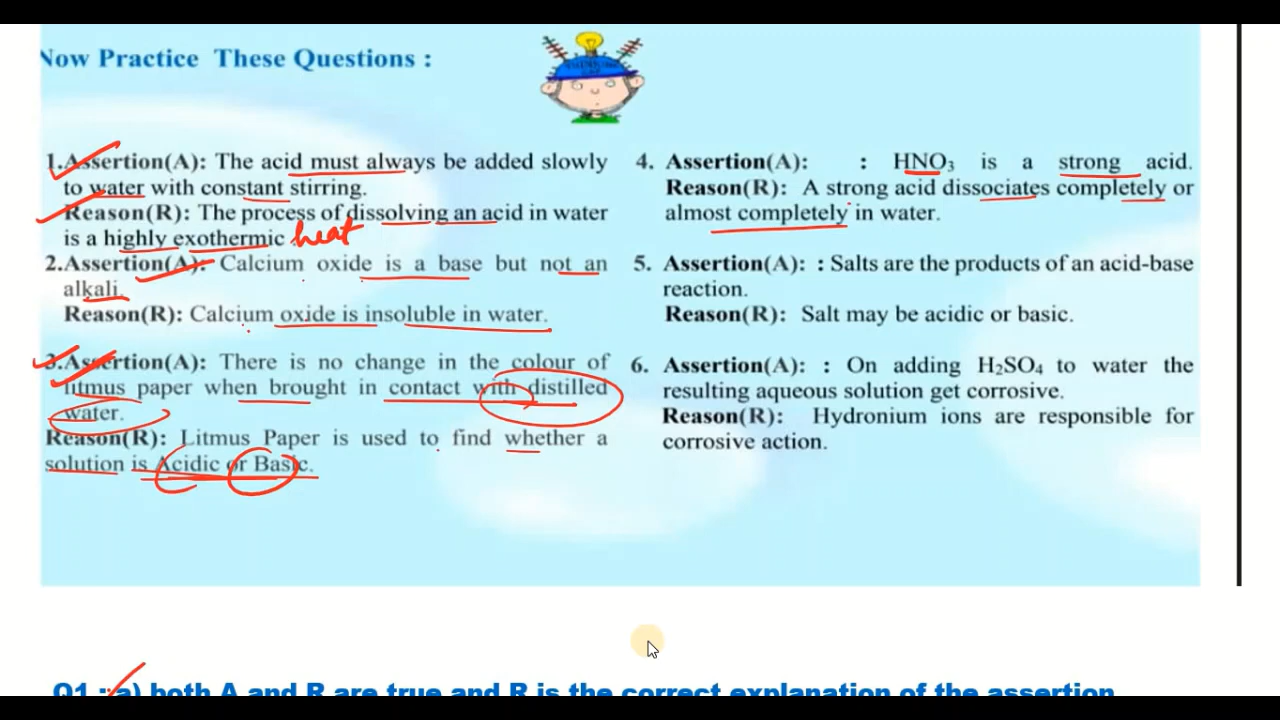 Now Practice These Questions :
1.Assertion(A): The acid must always be added slowly
to water with constant stirring.
Reason(R): The process of dissolving an acid in water
is a highly exothermic heat
2.Assertion(A): Calcium oxide is a base but not an
alkali.
Reason(R): Calcium oxide is insoluble in water.
3.Assertion(A): There is no change in the colour of
litmus paper when brought in contact with distilled
water.
Reason(R): Litmus Paper is used to find whether a
solution is Acidic or Basic.
4. Assertion(A): : HNO₃ is a strong acid.
Reason(R): A strong acid dissociates completely or
almost completely in water.
5. Assertion(A): : Salts are the products of an acid-base
reaction.
Reason(R): Salt may be acidic or basic.
6. Assertion(A): : On adding H₂SO₄ to water the
resulting aqueous solution get corrosive.
Reason(R): Hydronium ions are responsible for
corrosive action.
Q1 : a) both A and R are true and R is the correct explanation of the assertion